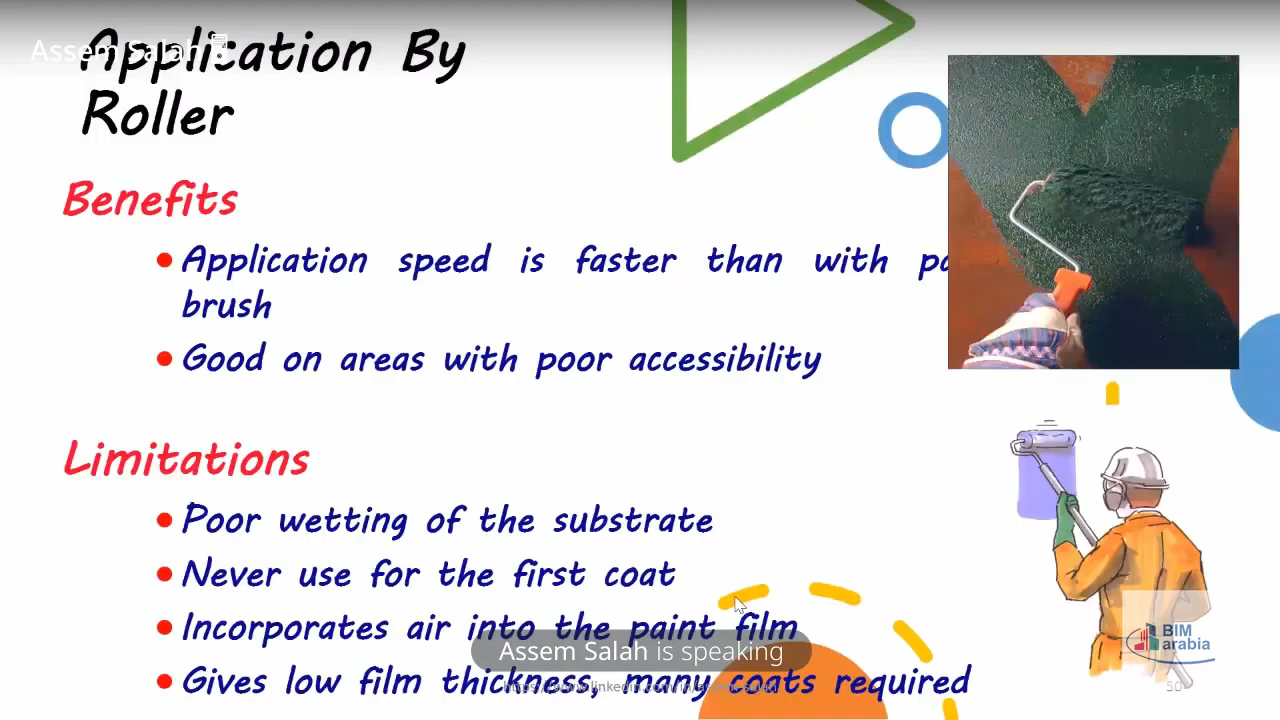 Assem Salah
Application By
Roller
Benefits
• Application speed is faster than with
brush
• Good on areas with poor accessibility
Limitations
• Poor wetting of the substrate
• Never use for the first coat
• Incorporates air into the paint film
Assem Salah is speaking
• Gives low film thickness, many coats required
BIM
arabia
50